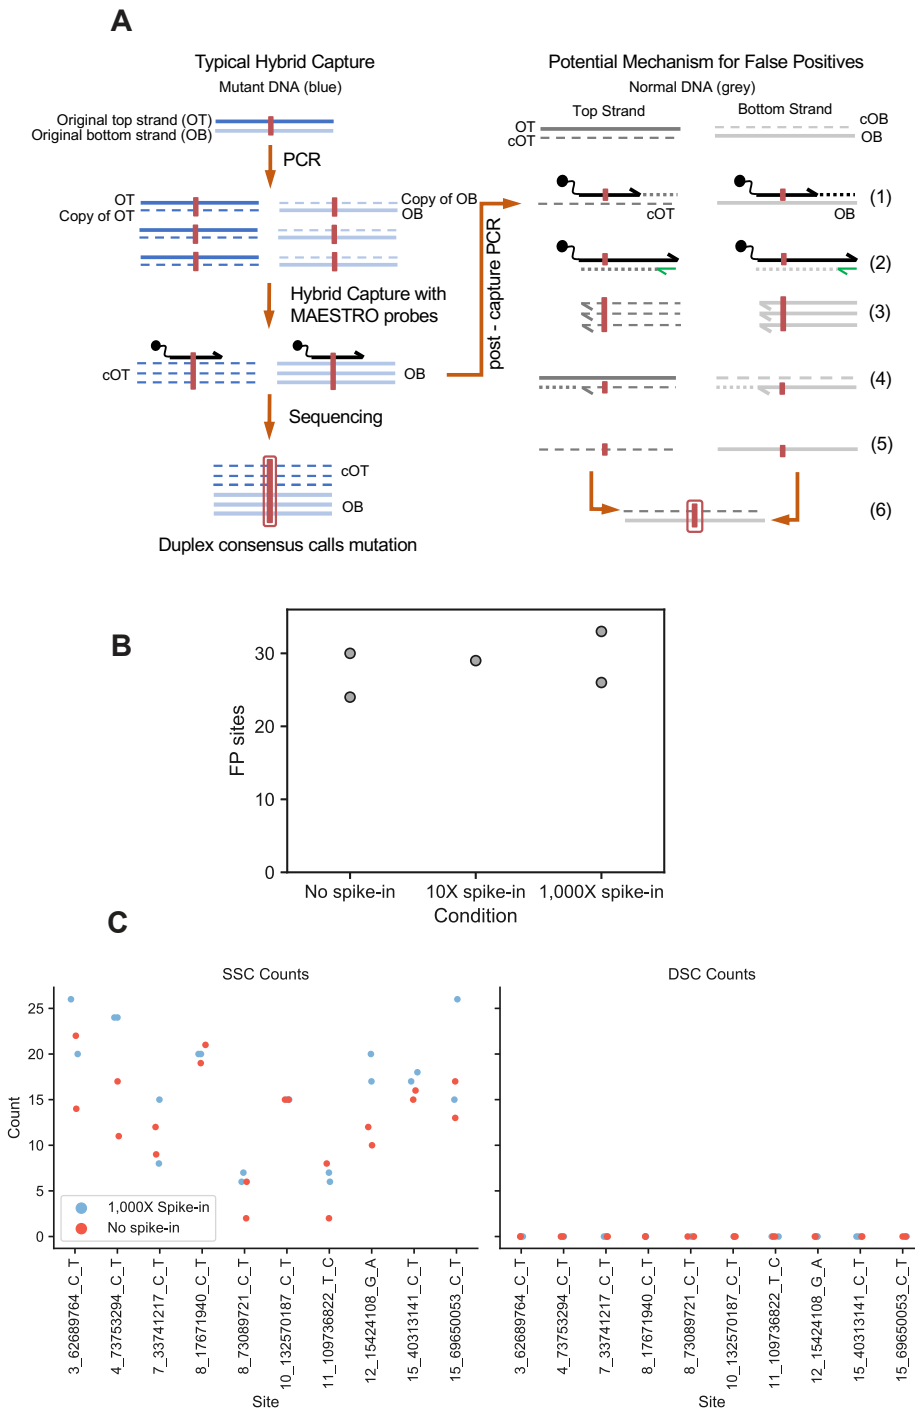 A
Typical Hybrid Capture
Mutant DNA (blue)
Original top strand (OT)
Original bottom strand (OB)
PCR
OT
Copy of OT
Copy of OB
OB
Hybrid Capture with
MAESTRO probes
cOT
OB
Sequencing
cOT
OB
Duplex consensus calls mutation
post - capture PCR
Potential Mechanism for False Positives
Normal DNA (grey)
Top Strand
Bottom Strand
OT
cOT
cOB
OB
(1)
cOT
OB
(2)
(3)
(4)
(5)
(6)
B
FP sites
30
20
10
0
No spike-in
10X spike-in
1,000X spike-in
Condition
C
SSC Counts
Count
25
20
15
10
5
0
1,000X Spike-in
No spike-in
3_62689764_C_T
4_73753294_C_T
7_33741217_C_T
8_17671940_C_T
8_73089721_C_T
10_132570187_C_T
11_109736822_T_C
12_15424108_G_A
15_40313141_C_T
15_69650053_C_T
Site
DSC Counts
3_62689764_C_T
4_73753294_C_T
7_33741217_C_T
8_17671940_C_T
8_73089721_C_T
10_132570187_C_T
11_109736822_T_C
12_15424108_G_A
15_40313141_C_T
15_69650053_C_T
Site